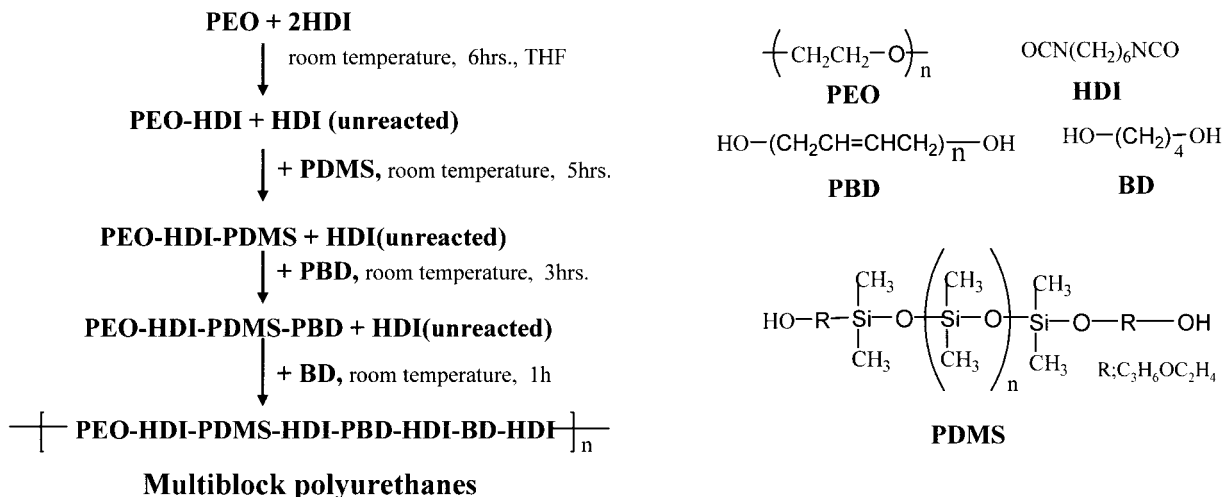 PEO + 2HDI
room temperature, 6hrs., THF
PEO-HDI + HDI (unreacted)
+ PDMS, room temperature, 5hrs.
PEO-HDI-PDMS + HDI(unreacted)
+ PBD, room temperature, 3hrs.
PEO-HDI-PDMS-PBD + HDI(unreacted)
+ BD, room temperature, 1h
[ PEO-HDI-PDMS-HDI-PBD-HDI-BD-HDI ]n
Multiblock polyurethanes
(CH2CH2-O)n
PEO
OCN(CH2)6NCO
HDI
HO-(CH2CH=CHCH2)n-OH
PBD
HO-(CH2)4-OH
BD
CH3 CH3 CH3
HO-R-Si-O-(Si-O)n-Si-O-R-OH
CH3 CH3 CH3
R;C3H6OC2H4
PDMS